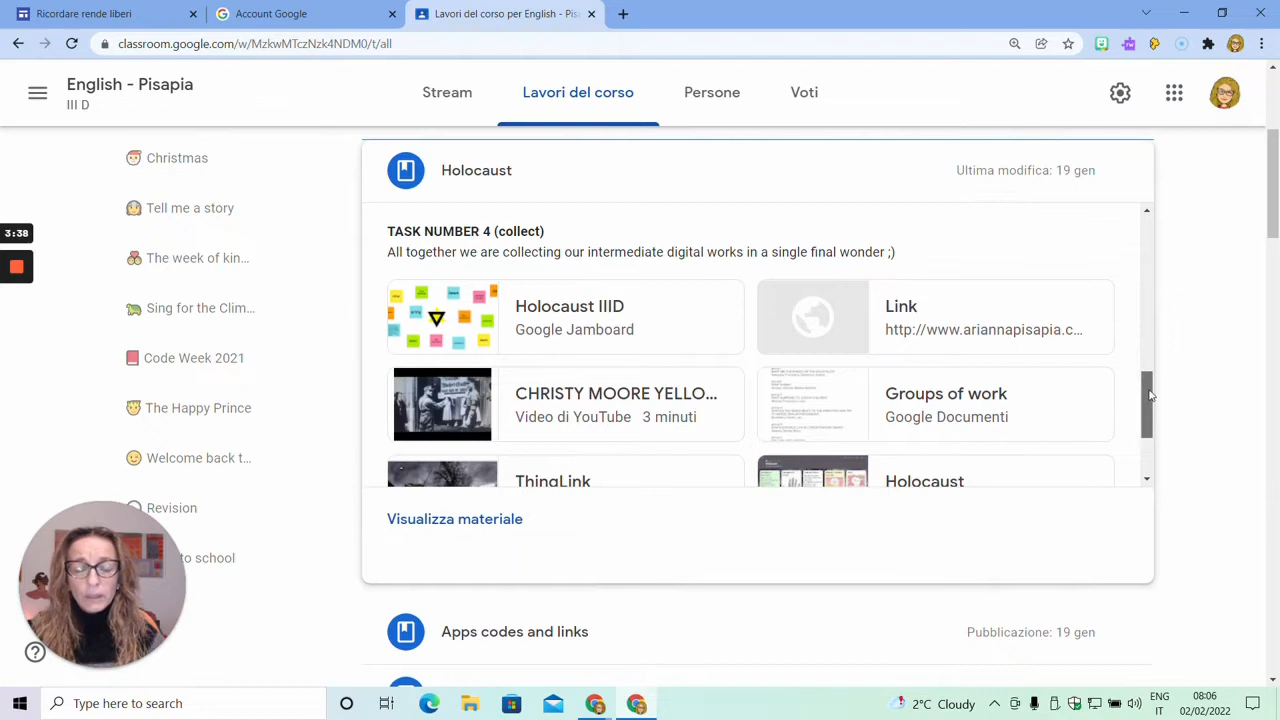 Ricordare rende liberi
Account Google
Lavori del corso per English - Pis
classroom.google.com/w/MzkwMTczNzk4NDM0/t/all
English - Pisapia
III D
Stream
Lavori del corso
Persone
Voti
Christmas
Tell me a story
The week of kin...
Sing for the Clim...
Code Week 2021
The Happy Prince
Welcome back t...
Revision
to school
3:38
Holocaust
Ultima modifica: 19 gen
TASK NUMBER 4 (collect)
All together we are collecting our intermediate digital works in a single final wonder ;)
Holocaust IIID
Google Jamboard
Link
http://www.ariannapisapia.c...
CHRISTY MOORE YELLO...
Video di YouTube 3 minuti
Groups of work
Google Documenti
ThingLink
Holocaust
Visualizza materiale
Apps codes and links
Pubblicazione: 19 gen
Type here to search
2°C Cloudy
ENG
IT
08:06
02/02/2022